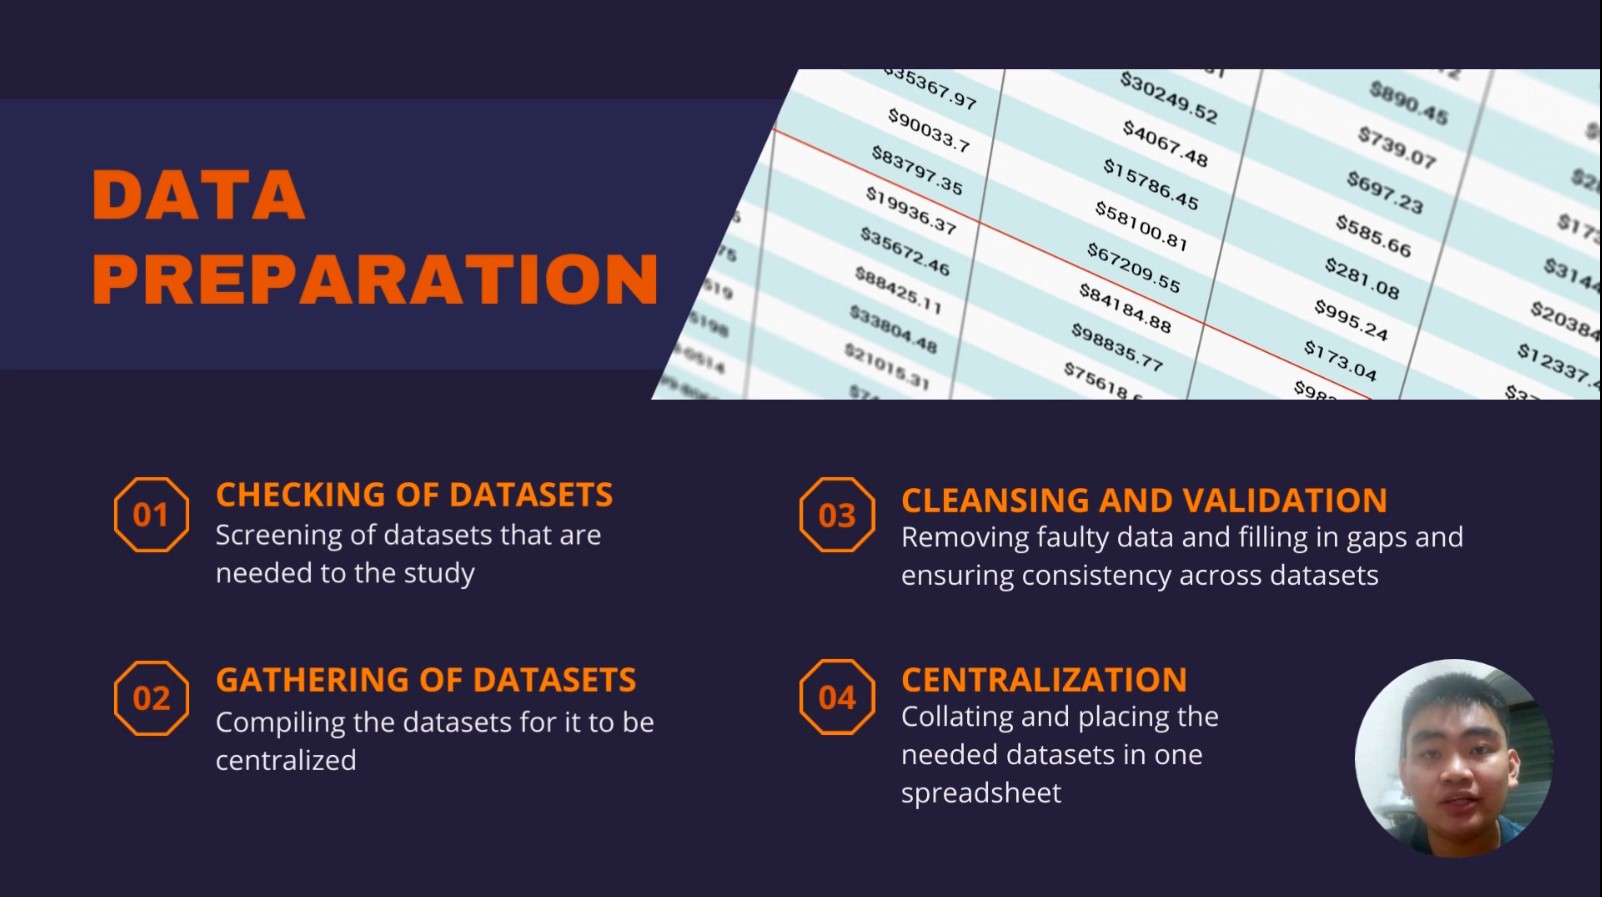 DATA
PREPARATION
$35367.97
$90033.7
$83797.35
$19936.37
$35672.46
$88425.11
$33804.48
$21015.31
$30249.52
$4067.48
$15786.45
$58100.81
$67209.55
$84184.88
$98835.77
$75618.
$890.45
$739.07
$697.23
$585.66
$281.08
$995.24
$173.04
$3144
$20384
$12337.
01
CHECKING OF DATASETS
Screening of datasets that are
needed to the study
02
GATHERING OF DATASETS
Compiling the datasets for it to be
centralized
03
CLEANSING AND VALIDATION
Removing faulty data and filling in gaps and
ensuring consistency across datasets
04
CENTRALIZATION
Collating and placing the
needed datasets in one
spreadsheet